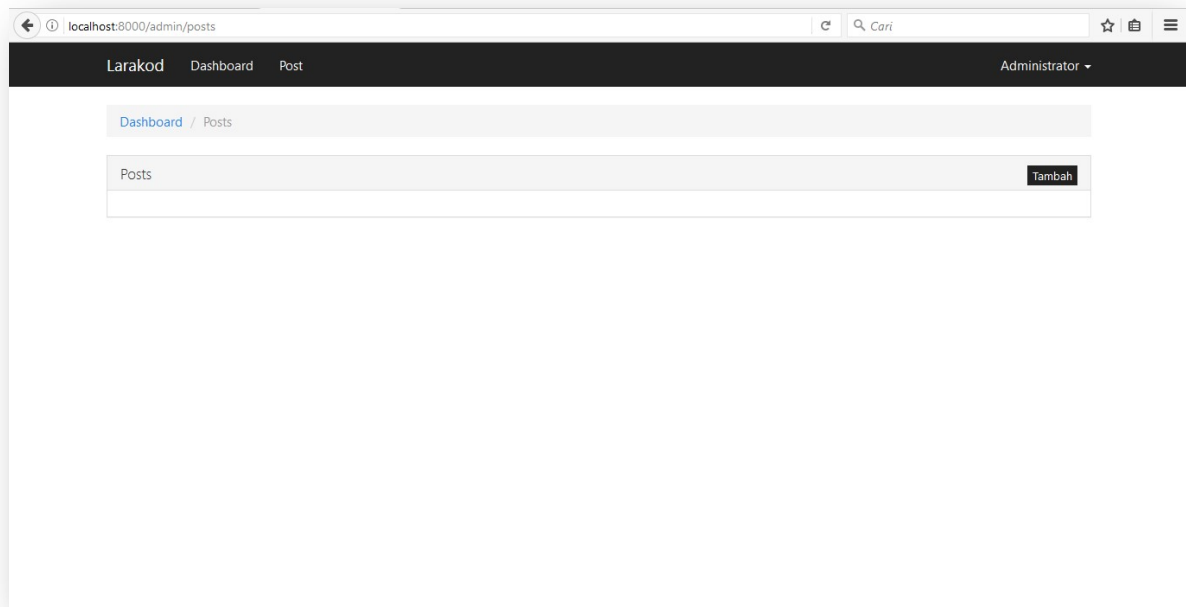 localhost:8000/admin/posts Cari
Larakod Dashboard Post Administrator
Dashboard / Posts
Posts Tambah